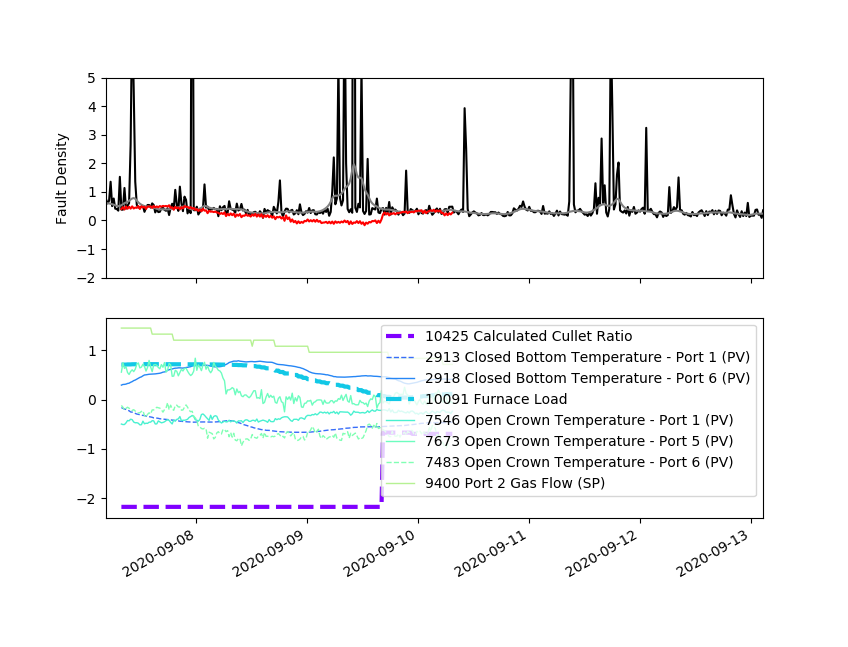 5
4
3
2
1
0
−1
−2
Fault Density
1
0
−1
−2
10425 Calculated Cullet Ratio
2913 Closed Bottom Temperature - Port 1 (PV)
2918 Closed Bottom Temperature - Port 6 (PV)
10091 Furnace Load
7546 Open Crown Temperature - Port 1 (PV)
7673 Open Crown Temperature - Port 5 (PV)
7483 Open Crown Temperature - Port 6 (PV)
9400 Port 2 Gas Flow (SP)
2020-09-08
2020-09-09
2020-09-10
2020-09-11
2020-09-12
2020-09-13